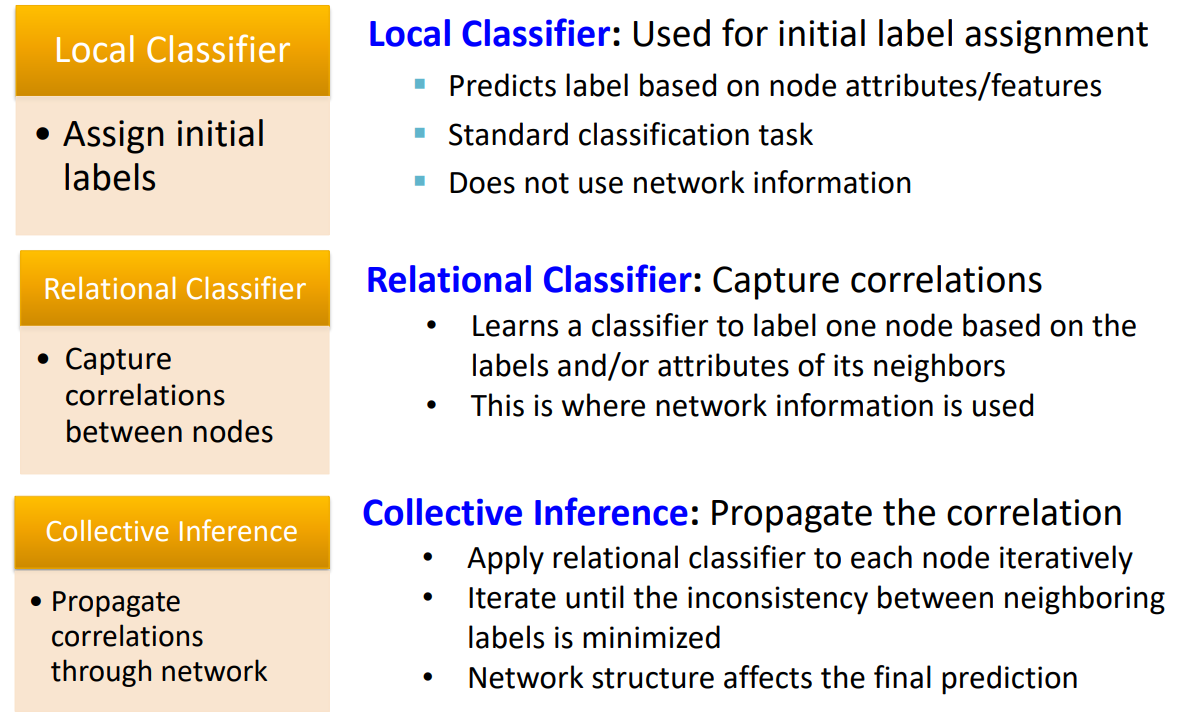 Local Classifier
• Assign initial
labels
Local Classifier: Used for initial label assignment
▪ Predicts label based on node attributes/features
▪ Standard classification task
▪ Does not use network information
Relational Classifier
• Capture
correlations
between nodes
Relational Classifier: Capture correlations
• Learns a classifier to label one node based on the
labels and/or attributes of its neighbors
• This is where network information is used
Collective Inference
• Propagate
correlations
through network
Collective Inference: Propagate the correlation
• Apply relational classifier to each node iteratively
• Iterate until the inconsistency between neighboring
labels is minimized
• Network structure affects the final prediction